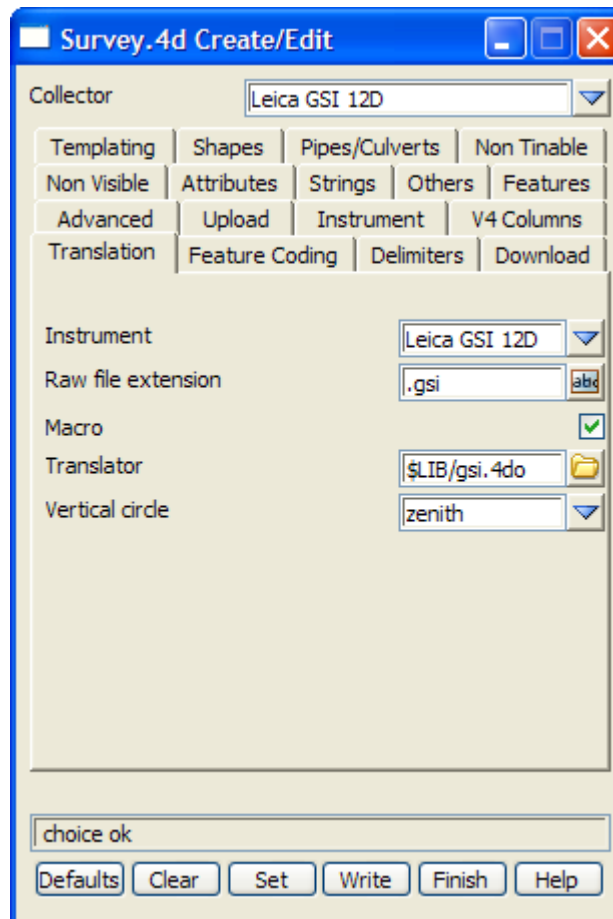 Survey.4d Create/Edit
Collector Leica GSI 12D
Templating Shapes Pipes/Culverts Non Tinable
Non Visible Attributes Strings Others Features
Advanced Upload Instrument V4 Columns
Translation Feature Coding Delimiters Download
Instrument Leica GSI 12D
Raw file extension .gsi abc
Macro
Translator $LIB/gsi.4do
Vertical circle zenith
choice ok
Defaults Clear Set Write Finish Help